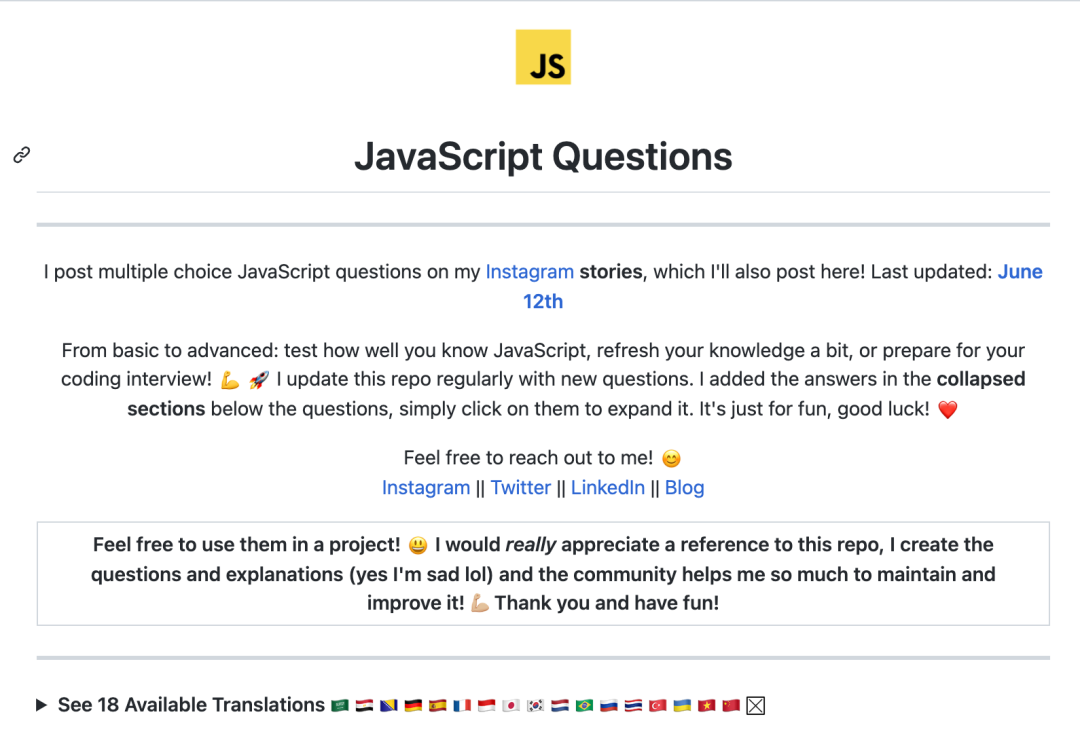 JS
JavaScript Questions
I post multiple choice JavaScript questions on my Instagram stories, which I'll also post here! Last updated: June
12th
From basic to advanced: test how well you know JavaScript, refresh your knowledge a bit, or prepare for your
coding interview! 💪 🚀 I update this repo regularly with new questions. I added the answers in the collapsed
sections below the questions, simply click on them to expand it. It's just for fun, good luck! ❤️
Feel free to reach out to me! 😊
Instagram || Twitter || LinkedIn || Blog
Feel free to use them in a project! 😃 I would really appreciate a reference to this repo, I create the
questions and explanations (yes I'm sad lol) and the community helps me so much to maintain and
improve it! 💪🏼 Thank you and have fun!
See 18 Available Translations 🇸🇦 🇪🇬 🇧🇦 🇩🇪 🇪🇸 🇫🇷 🇮🇩 🇯🇵 🇰🇷 🇳🇱 🇧🇷 🇷🇺 🇹🇭 🇹🇷 🇺🇦 🇻🇳 🇨🇳